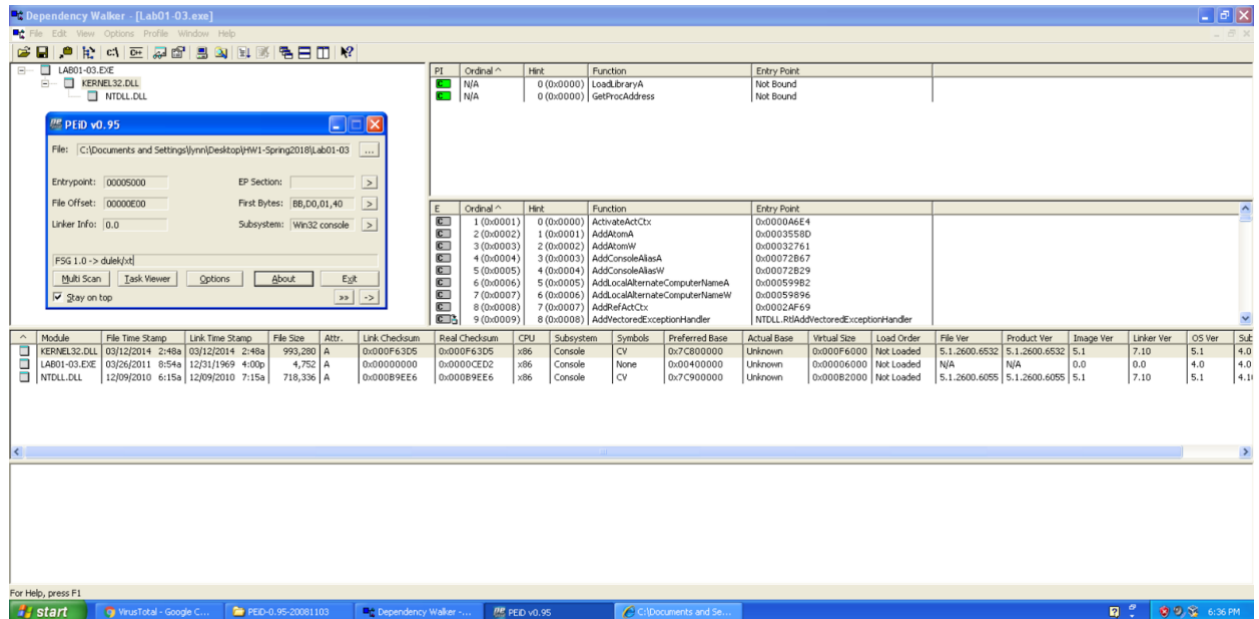 Dependency Walker - [Lab01-03.exe]
File Edit View Options Profile Window Help
LAB01-03.EXE
KERNEL32.DLL
NTDLL.DLL
PI Ordinal ^ Hint Function Entry Point
N/A 0 (0x0000) LoadLibraryA Not Bound
N/A 0 (0x0000) GetProcAddress Not Bound
PEiD v0.95
File: C:\Documents and Settings\lynn\Desktop\HW1-Spring2018\Lab01-03 ...
Entrypoint: 00005000 EP Section: >
File Offset: 00000E00 First Bytes: BB,D0,01,40 >
Linker Info: 0.0 Subsystem: Win32 console >
FSG 1.0 -> dulek/xt
Multi Scan Task Viewer Options About Exit
Stay on top >> ->
E Ordinal ^ Hint Function Entry Point
1 (0x0001) 0 (0x0000) ActivateActCtx 0x0000A6E4
2 (0x0002) 1 (0x0001) AddAtomA 0x0003558D
3 (0x0003) 2 (0x0002) AddAtomW 0x00032761
4 (0x0004) 3 (0x0003) AddConsoleAliasA 0x00072B67
5 (0x0005) 4 (0x0004) AddConsoleAliasW 0x00072B29
6 (0x0006) 5 (0x0005) AddLocalAlternateComputerNameA 0x000599B2
7 (0x0007) 6 (0x0006) AddLocalAlternateComputerNameW 0x00059896
8 (0x0008) 7 (0x0007) AddRefActCtx 0x0002AF69
9 (0x0009) 8 (0x0008) AddVectoredExceptionHandler NTDLL.RtlAddVectoredExceptionHandler
^ Module File Time Stamp Link Time Stamp File Size Attr. Link Checksum Real Checksum CPU Subsystem Symbols Preferred Base Actual Base Virtual Size Load Order File Ver Product Ver Image Ver Linker Ver OS Ver Sub
KERNEL32.DLL 03/12/2014 2:48a 03/12/2014 2:48a 993,280 A 0x000F63D5 0x000F63D5 x86 Console CV 0x7C800000 Unknown 0x000F6000 Not Loaded 5.1.2600.6532 5.1.2600.6532 5.1 7.10 5.1 4.0
LAB01-03.EXE 03/26/2011 8:54a 12/31/1969 4:00p 4,752 A 0x00000000 0x0000CED2 x86 Console None 0x00400000 Unknown 0x00006000 Not Loaded N/A N/A 0.0 0.0 4.0 4.0
NTDLL.DLL 12/09/2010 6:15a 12/09/2010 7:15a 718,336 A 0x000B9EE6 0x000B9EE6 x86 Console CV 0x7C900000 Unknown 0x000B2000 Not Loaded 5.1.2600.6055 5.1.2600.6055 5.1 7.10 5.1 4.1
For Help, press F1
start VirusTotal - Google C... PEiD-0.95-20081103 Dependency Walker -... PEiD v0.95 C:\Documents and Se... 6:36 PM